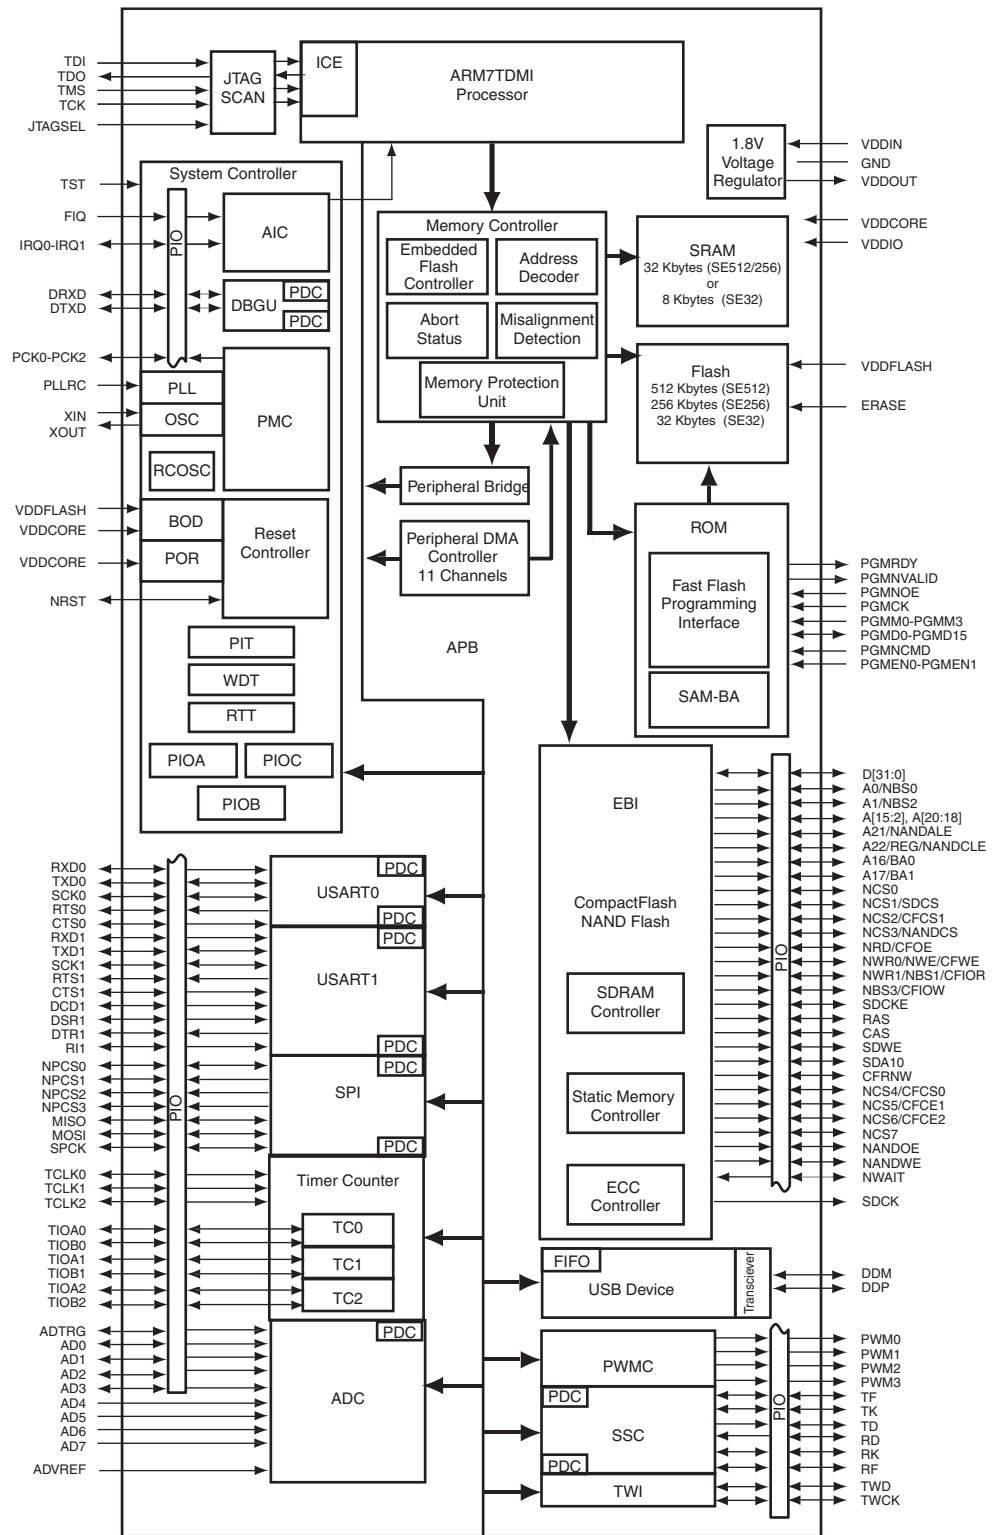 TDI
TDO
TMS
TCK
JTAGSEL
JTAG
SCAN
ICE
ARM7TDMI
Processor
1.8V
Voltage
Regulator
VDDIN
GND
VDDOUT
VDDCORE
VDDIO
System Controller
TST
FIQ
IRQ0-IRQ1
PIO
AIC
DRXD
DTXD
DBGU
PDC
PDC
PCK0-PCK2
PLLRC
PLL
XIN
XOUT
OSC
PMC
RCOSC
VDDFLASH
VDDCORE
BOD
VDDCORE
POR
Reset
Controller
NRST
PIT
WDT
RTT
PIOA
PIOC
PIOB
Memory Controller
Embedded
Flash
Controller
Address
Decoder
Abort
Status
Misalignment
Detection
Memory Protection
Unit
Peripheral Bridge
Peripheral DMA
Controller
11 Channels
APB
SRAM
32 Kbytes (SE512/256)
or
8 Kbytes (SE32)
Flash
512 Kbytes (SE512)
256 Kbytes (SE256)
32 Kbytes (SE32)
VDDFLASH
ERASE
ROM
Fast Flash
Programming
Interface
SAM-BA
PGMRDY
PGMNVALID
PGMNOE
PGMCK
PGMM0-PGMM3
PGMD0-PGMD15
PGMNCMD
PGMEN0-PGMEN1
EBI
CompactFlash
NAND Flash
SDRAM
Controller
Static Memory
Controller
ECC
Controller
PIO
D[31:0]
A0/NBS0
A1/NBS2
A[15:2], A[20:18]
A21/NANDALE
A22/REG/NANDCLE
A16/BA0
A17/BA1
NCS0
NCS1/SDCS
NCS2/CFCS1
NCS3/NANDCS
NRD/CFOE
NWR0/NWE/CFWE
NWR1/NBS1/CFIOR
NBS3/CFIOW
SDCKE
RAS
CAS
SDWE
SDA10
CFRNW
NCS4/CFCS0
NCS5/CFCE1
NCS6/CFCE2
NCS7
NANDOE
NANDWE
NWAIT
SDCK
RXD0
TXD0
SCK0
RTS0
CTS0
RXD1
TXD1
SCK1
RTS1
CTS1
DCD1
DSR1
DTR1
RI1
NPCS0
NPCS1
NPCS2
NPCS3
MISO
MOSI
SPCK
TCLK0
TCLK1
TCLK2
TIOA0
TIOB0
TIOA1
TIOB1
TIOA2
TIOB2
ADTRG
AD0
AD1
AD2
AD3
AD4
AD5
AD6
AD7
ADVREF
PIO
PDC
USART0
PDC
PDC
USART1
PDC
PDC
SPI
PDC
Timer Counter
TC0
TC1
TC2
PDC
ADC
FIFO
USB Device
Transciever
DDM
DDP
PWMC
PDC
SSC
PDC
TWI
PIO
PWM0
PWM1
PWM2
PWM3
TF
TK
TD
RD
RK
RF
TWD
TWCK